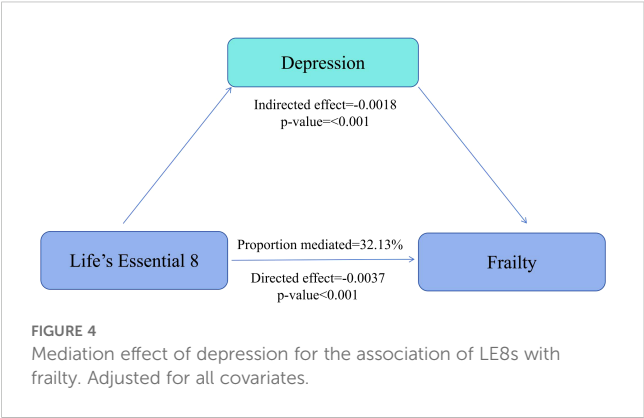 Depression
Indirected effect=-0.0018
p-value=<0.001
Proportion mediated=32.13%
Life's Essential 8
Frailty
Directed effect=-0.0037
p-value<0.001
FIGURE 4
Mediation effect of depression for the association of LE8s with
frailty. Adjusted for all covariates.